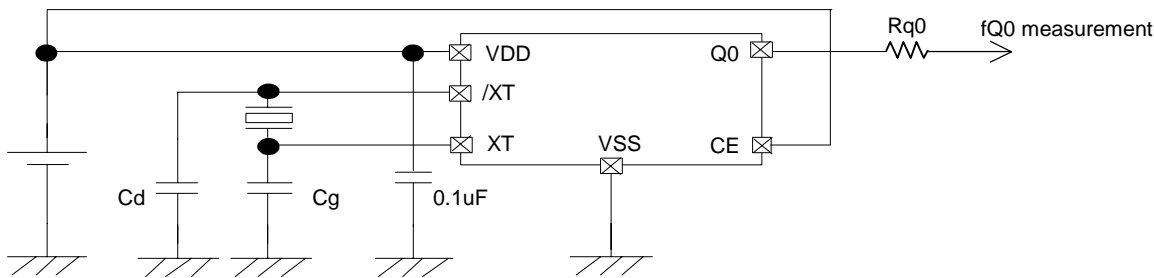 Rq0 fQ0 measurement
VDD Q0
/XT
XT VSS CE
Cd Cg 0.1uF